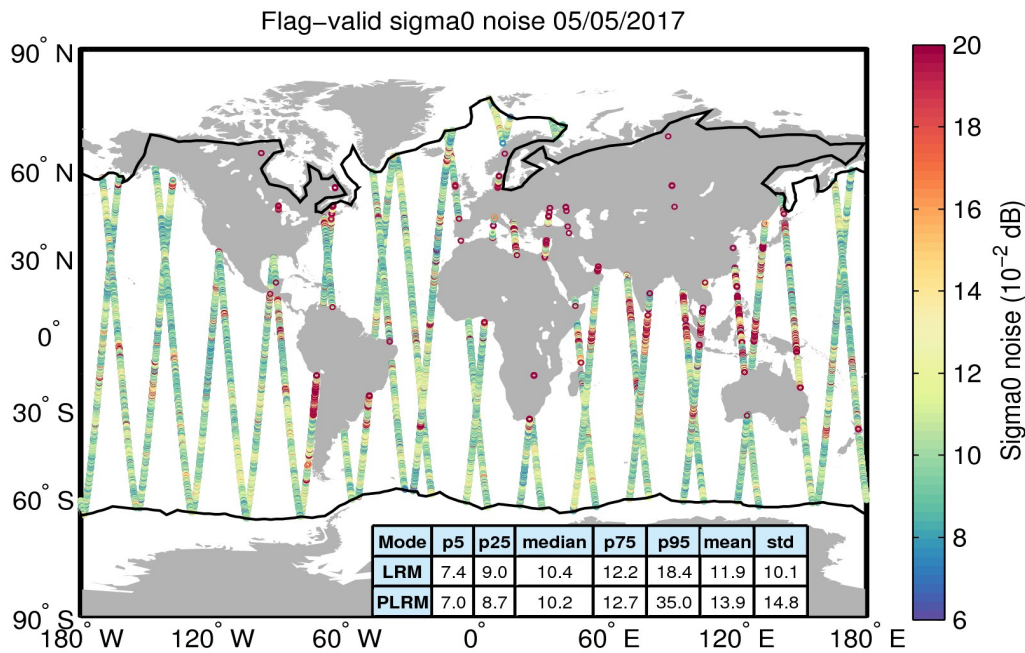 Flag−valid sigma0 noise 05/05/2017
90° N
60° N
30° N
0°
30° S
60° S
90° S
180° W
120° W
60° W
0°
60° E
120° E
180° E
Mode p5 p25 median p75 p95 mean std
LRM 7.4 9.0 10.4 12.2 18.4 11.9 10.1
PLRM 7.0 8.7 10.2 12.7 35.0 13.9 14.8
20
18
16
14
12
10
8
6
Sigma0 noise (10⁻² dB)